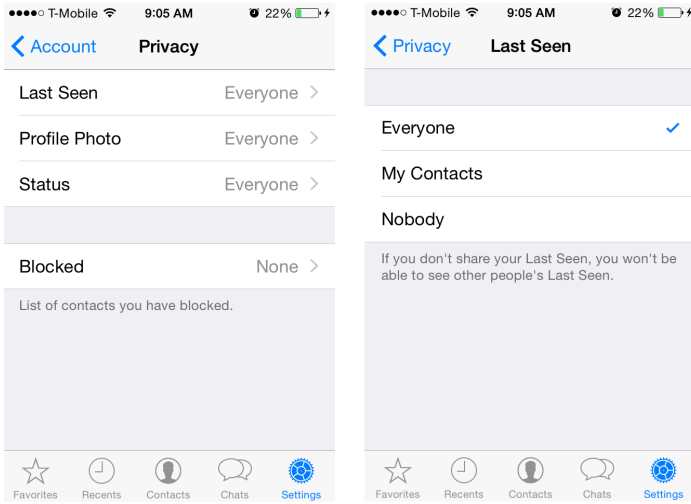 T-Mobile 9:05 AM 22%
Account Privacy
Last Seen Everyone
Profile Photo Everyone
Status Everyone
Blocked None
List of contacts you have blocked.
Favorites Recents Contacts Chats Settings
T-Mobile 9:05 AM 22%
Privacy Last Seen
Everyone
My Contacts
Nobody
If you don't share your Last Seen, you won't be
able to see other people's Last Seen.
Favorites Recents Contacts Chats Settings